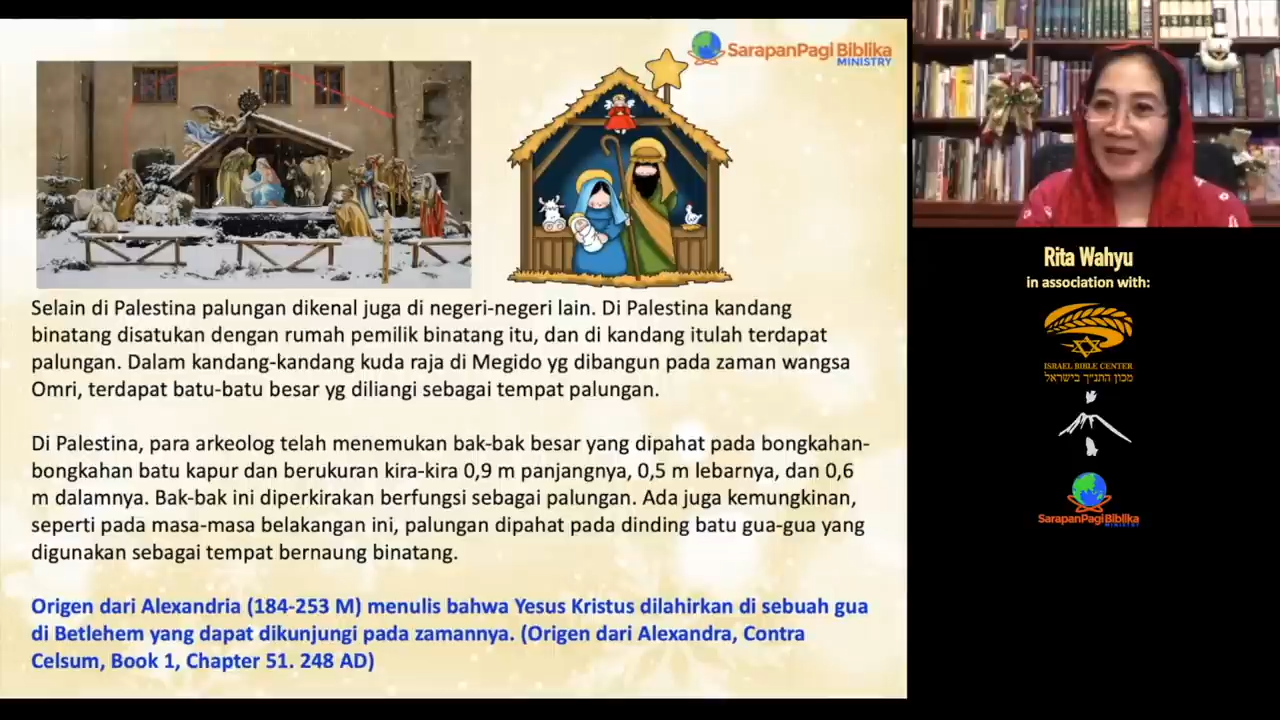 SarapanPagi Biblika
MINISTRY
Selain di Palestina palungan dikenal juga di negeri-negeri lain. Di Palestina kandang
binatang disatukan dengan rumah pemilik binatang itu, dan di kandang itulah terdapat
palungan. Dalam kandang-kandang kuda raja di Megido yg dibangun pada zaman wangsa
Omri, terdapat batu-batu besar yg diliangi sebagai tempat palungan.
Di Palestina, para arkeolog telah menemukan bak-bak besar yang dipahat pada bongkahan-
bongkahan batu kapur dan berukuran kira-kira 0,9 m panjangnya, 0,5 m lebarnya, dan 0,6
m dalamnya. Bak-bak ini diperkirakan berfungsi sebagai palungan. Ada juga kemungkinan,
seperti pada masa-masa belakangan ini, palungan dipahat pada dinding batu gua-gua yang
digunakan sebagai tempat bernaung binatang.
Origen dari Alexandria (184-253 M) menulis bahwa Yesus Kristus dilahirkan di sebuah gua
di Betlehem yang dapat dikunjungi pada zamannya. (Origen dari Alexandra, Contra
Celsum, Book 1, Chapter 51. 248 AD)
Rita Wahyu
in association with:
ISRAEL BIBLE CENTER
מכון התנ״ך בישראל
SarapanPagi Biblika
MINISTRY